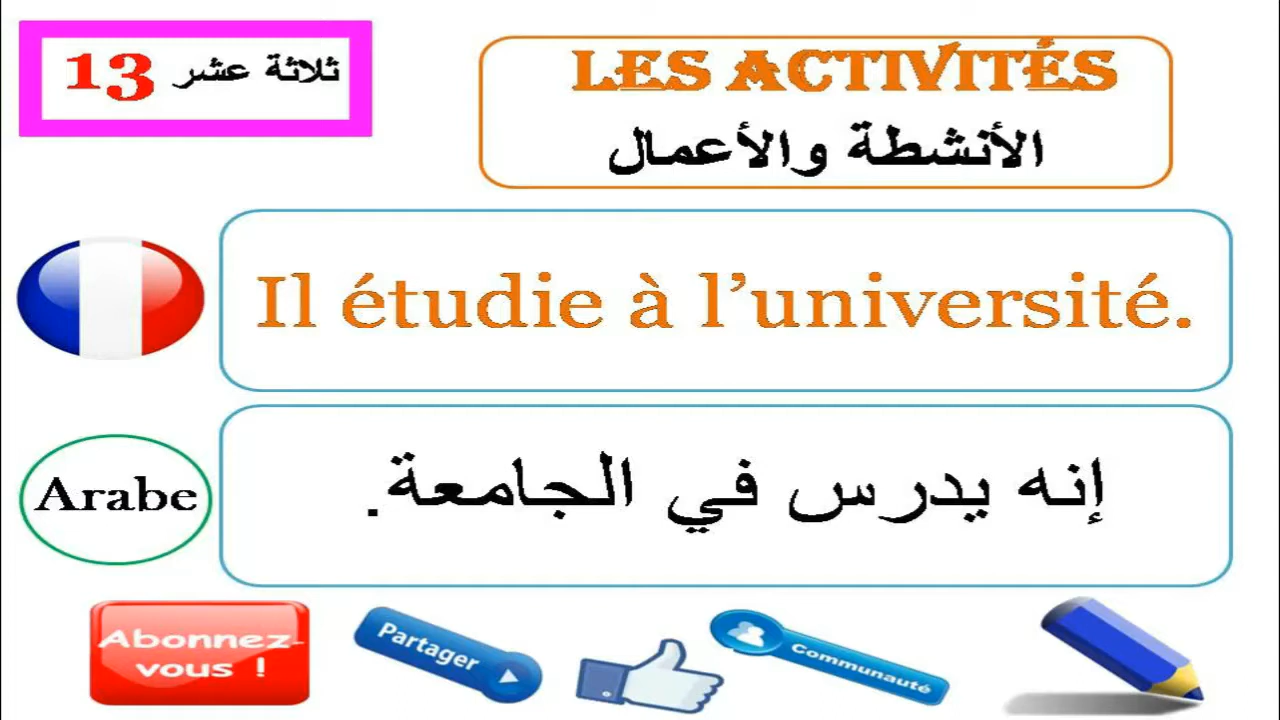 13 ثلاثة عشر
LES ACTIVITÉS
الأنشطة والأعمال
Il étudie à l’université.
Arabe
إنه يدرس في الجامعة.
Abonnez-
vous !
Partager
Communauté